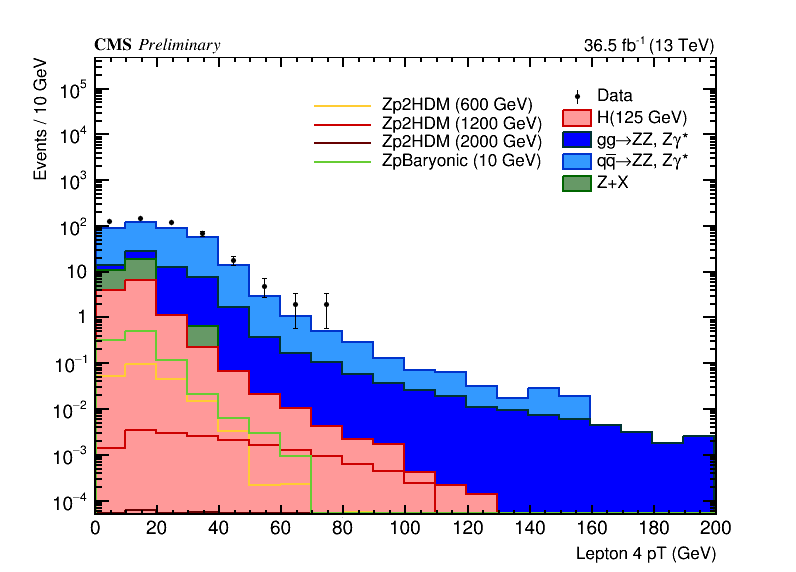 CMS Preliminary
36.5 fb⁻¹ (13 TeV)
Events / 10 GeV
Zp2HDM (600 GeV)
Zp2HDM (1200 GeV)
Zp2HDM (2000 GeV)
ZpBaryonic (10 GeV)
Data
H(125 GeV)
gg→ZZ, Zγ*
qq̅→ZZ, Zγ*
Z+X
10⁵
10⁴
10³
10²
10
1
10⁻¹
10⁻²
10⁻³
10⁻⁴
0 20 40 60 80 100 120 140 160 180 200
Lepton 4 pT (GeV)